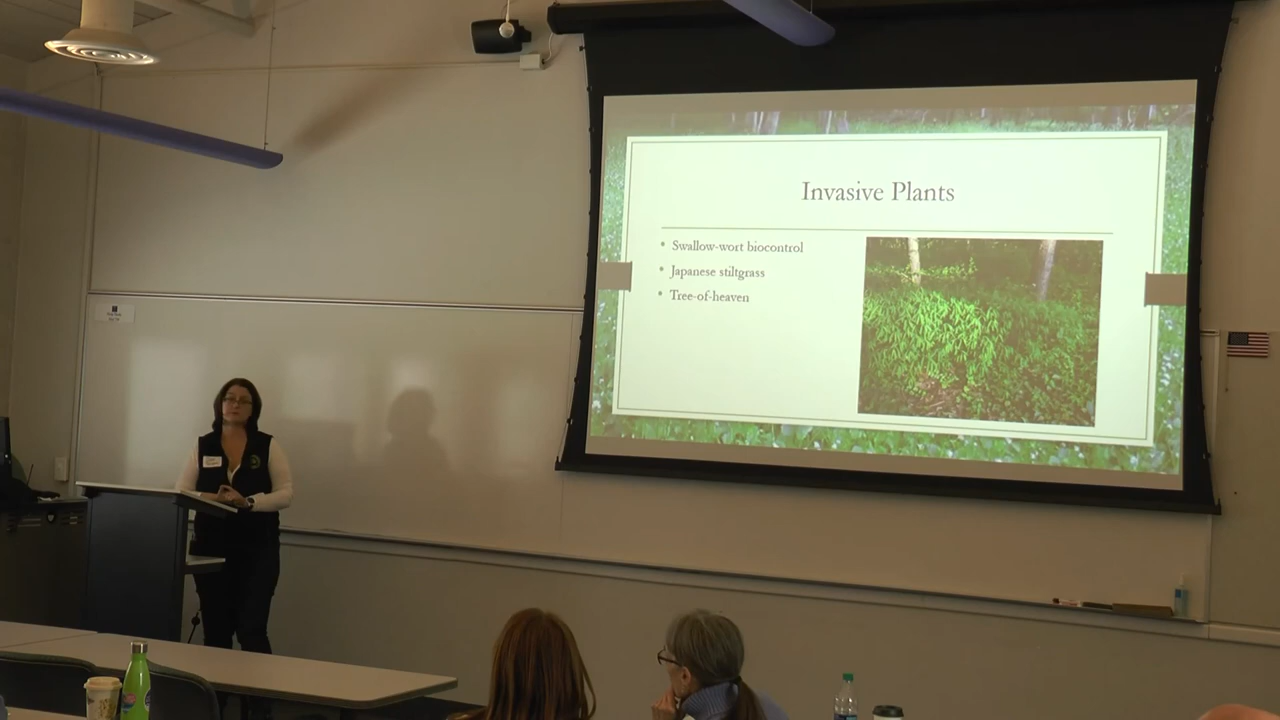 Invasive Plants
Swallow-wort biocontrol
Japanese stiltgrass
Tree-of-heaven